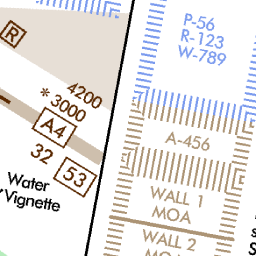 R
4200
* 3000
A4
32
53
Water
Vignette
P-56
R-123
W-789
A-456
WALL 1
MOA
WALL 2